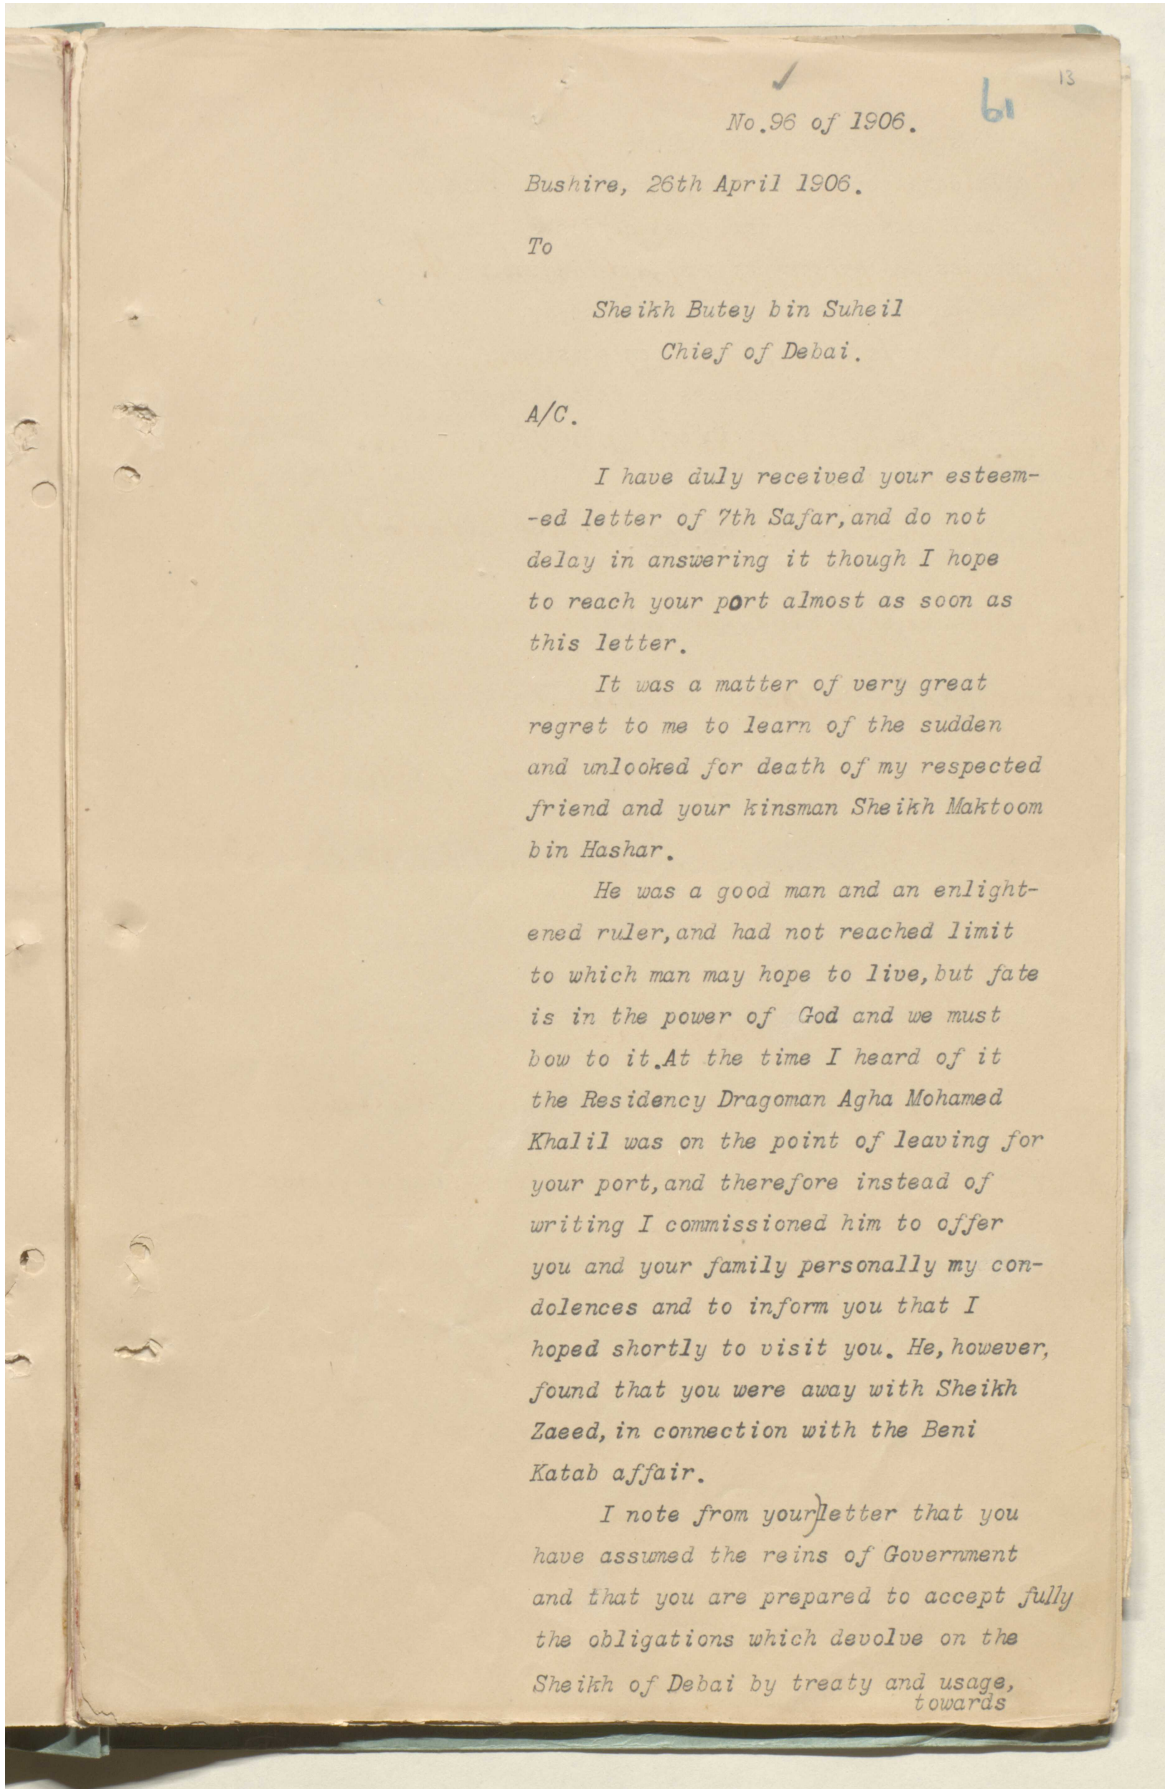 13
61
No.96 of 1906.
Bushire, 26th April 1906.
To
Sheikh Butey bin Suheil
Chief of Debai.
A/C.
I have duly received your esteem-
-ed letter of 7th Safar,and do not
delay in answering it though I hope
to reach your port almost as soon as
this letter.
It was a matter of very great
regret to me to learn of the sudden
and unlooked for death of my respected
friend and your kinsman Sheikh Maktoom
bin Hashar.
He was a good man and an enlight-
ened ruler,and had not reached limit
to which man may hope to live,but fate
is in the power of God and we must
bow to it.At the time I heard of it
the Residency Dragoman Agha Mohamed
Khalil was on the point of leaving for
your port,and therefore instead of
writing I commissioned him to offer
you and your family personally my con-
dolences and to inform you that I
hoped shortly to visit you. He,however,
found that you were away with Sheikh
Zaeed,in connection with the Beni
Katab affair.
I note from your letter that you
have assumed the reins of Government
and that you are prepared to accept fully
the obligations which devolve on the
Sheikh of Debai by treaty and usage,
towards